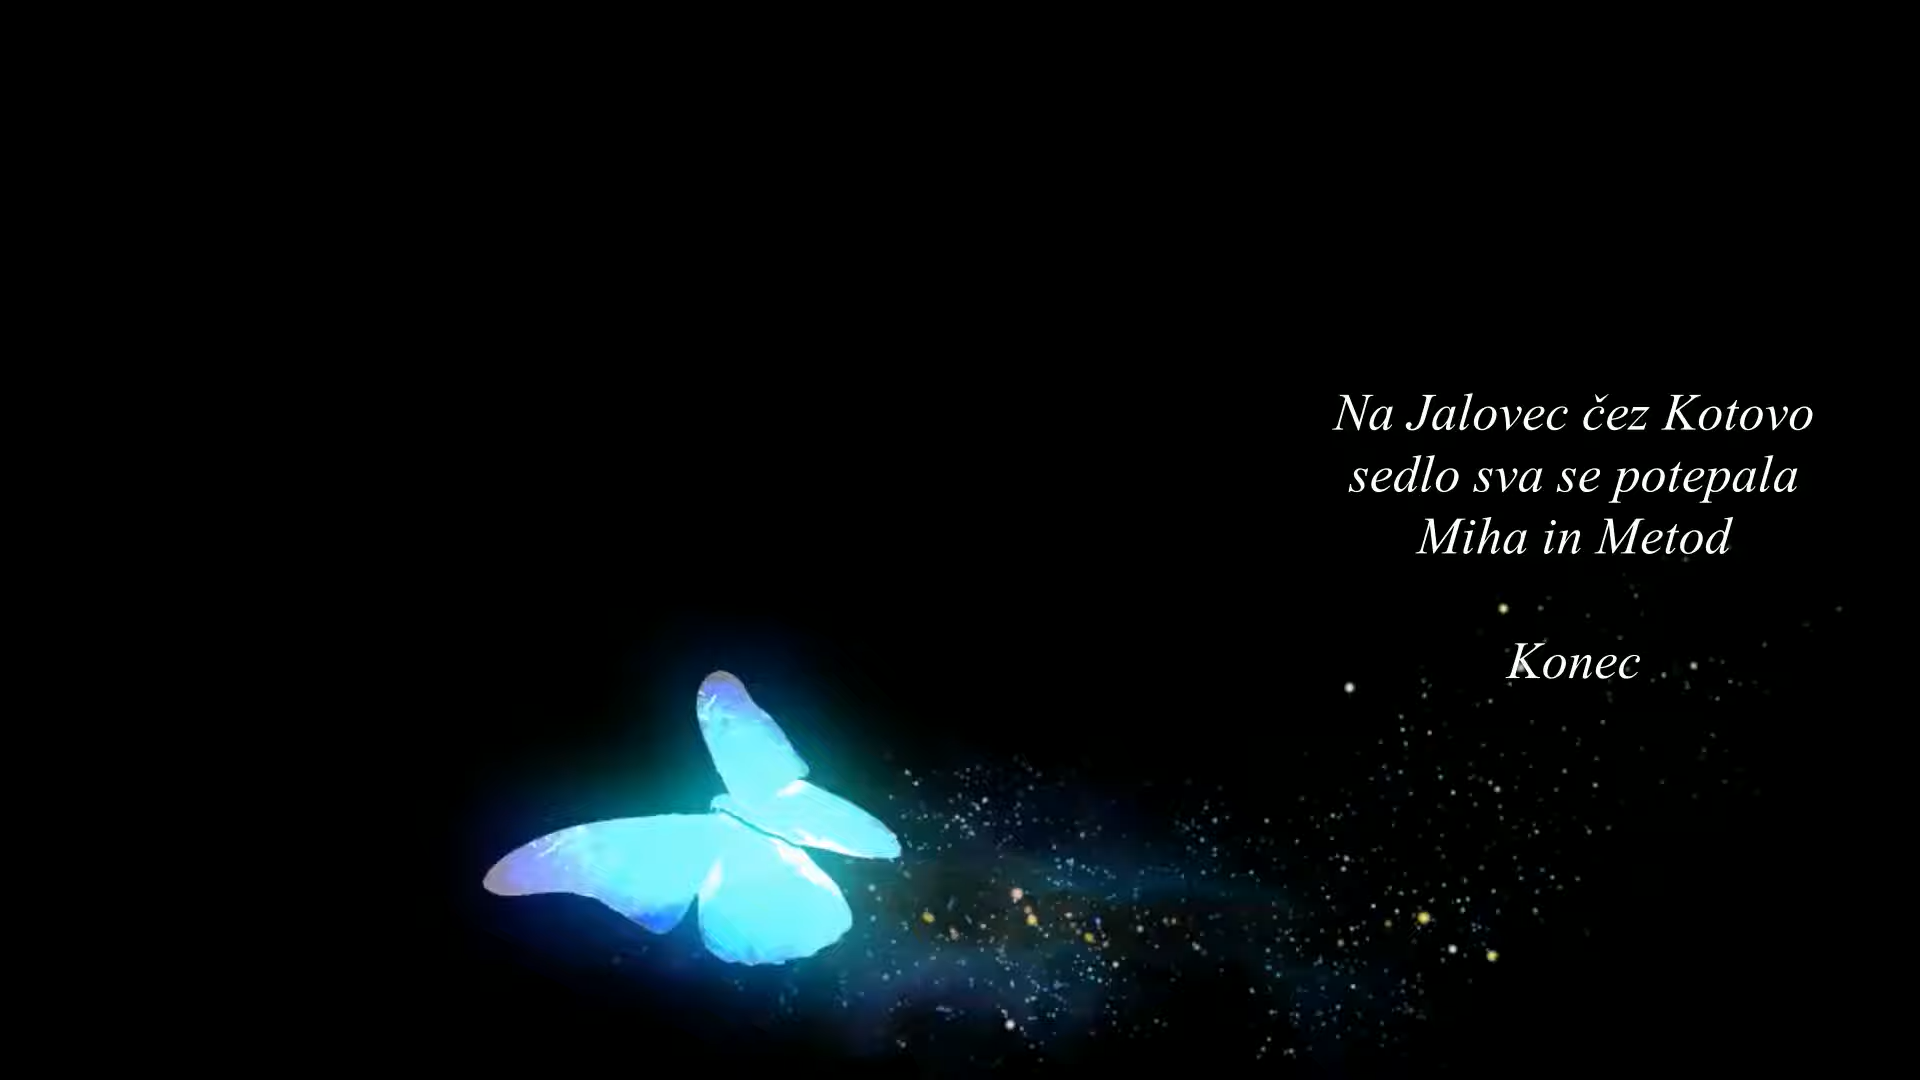 Na Jalovec čez Kotovo
sedlo sva se potepala
Miha in Metod
Konec